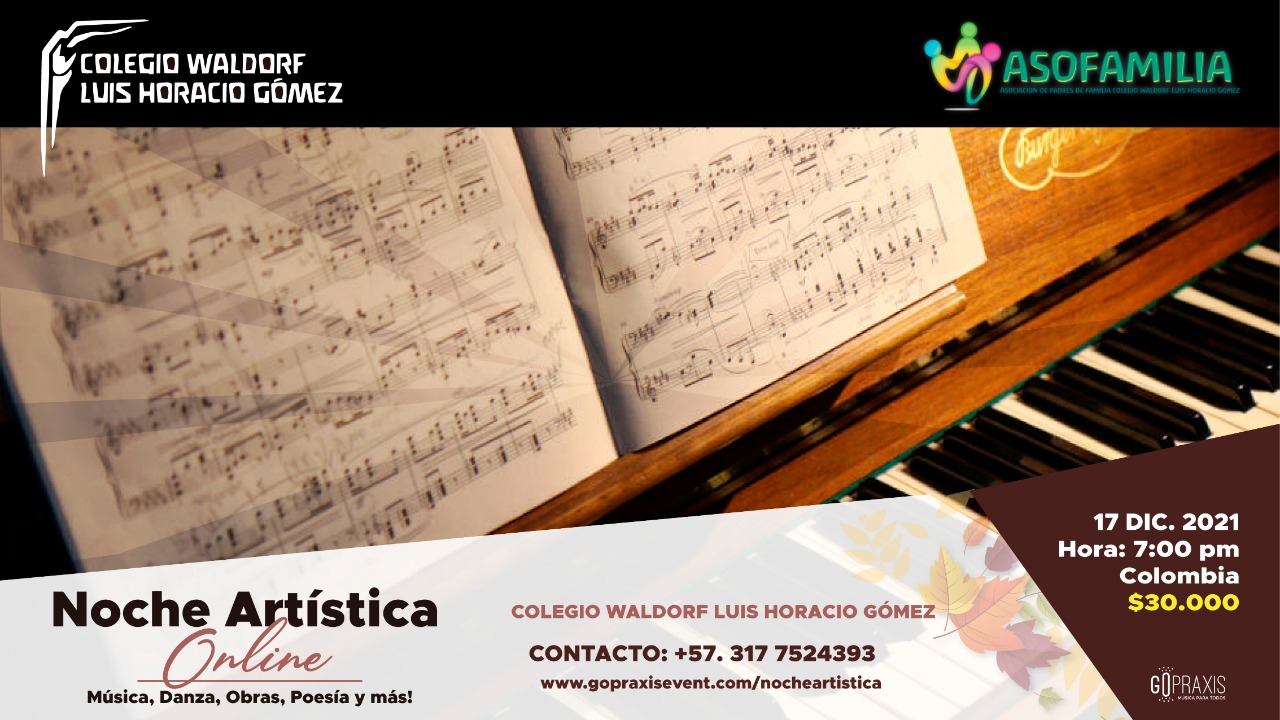 COLEGIO WALDORF
LUIS HORACIO GÓMEZ
ASOFAMILIA
ASOCIACION DE PADRES DE FAMILIA COLEGIO WALDORF LUIS HORACIO GOMEZ
17 DIC. 2021
Hora: 7:00 pm
Colombia
$30.000
Noche Artística
Online
Música, Danza, Obras, Poesía y más!
COLEGIO WALDORF LUIS HORACIO GÓMEZ
CONTACTO: +57. 317 7524393
www.gopraxisevent.com/nocheartistica
GOPRAXIS
MÚSICA PARA TODOS